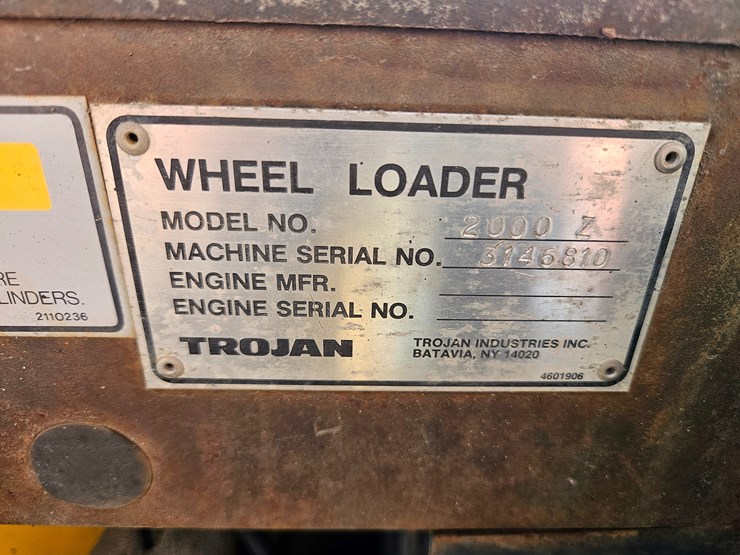 WHEEL LOADER
MODEL NO. 2000 Z
MACHINE SERIAL NO. 3146810
ENGINE MFR.
ENGINE SERIAL NO.
TROJAN
TROJAN INDUSTRIES INC.
BATAVIA, NY 14020
4601906
RE
LINDERS.
2110236